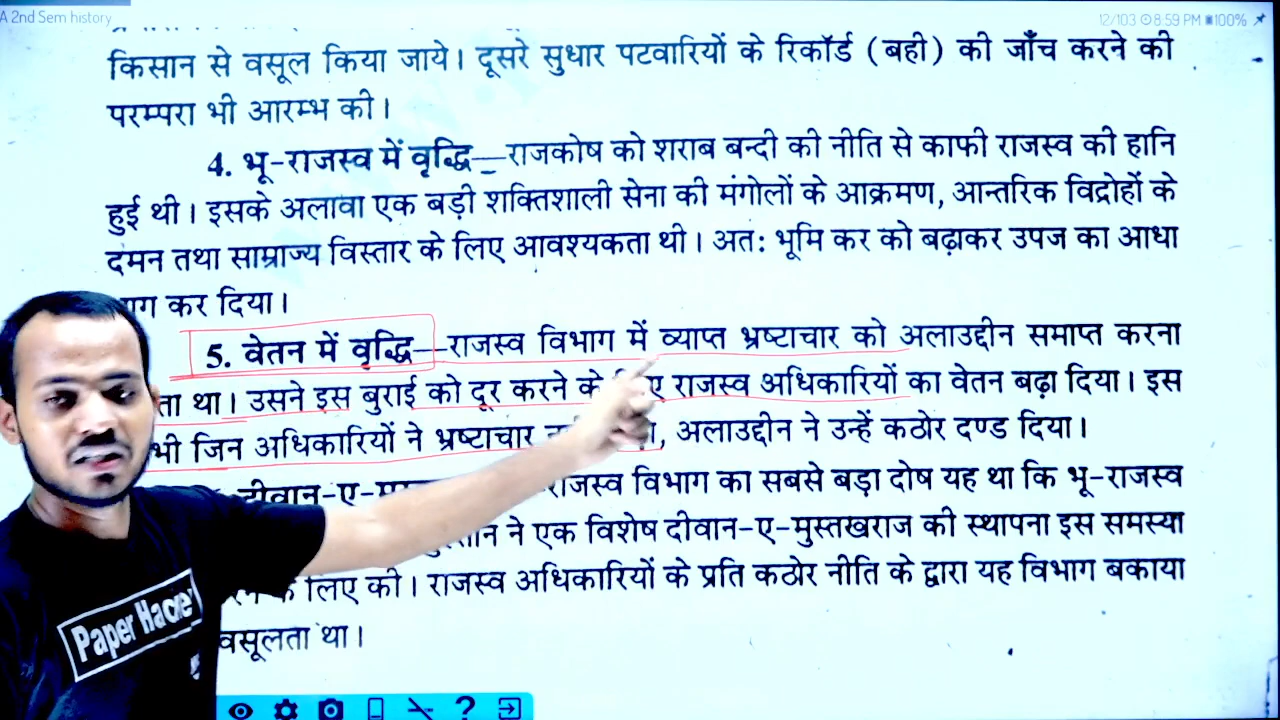 A 2nd Sem history
12/103 8:59 PM 100%
किसान से वसूल किया जाये। दूसरे सुधार पटवारियों के रिकॉर्ड (बही) की जाँच करने की
परम्परा भी आरम्भ की।
4. भू-राजस्व में वृद्धि—राजकोष को शराब बन्दी की नीति से काफी राजस्व की हानि
हुई थी। इसके अलावा एक बड़ी शक्तिशाली सेना की मंगोलों के आक्रमण, आन्तरिक विद्रोहों के
दमन तथा साम्राज्य विस्तार के लिए आवश्यकता थी। अतः भूमि कर को बढ़ाकर उपज का आधा
कर दिया।
5. वेतन में वृद्धि—राजस्व विभाग में व्याप्त भ्रष्टाचार को अलाउद्दीन समाप्त करना
था। उसने इस बुराई को दूर करने के राजस्व अधिकारियों का वेतन बढ़ा दिया। इस
भी जिन अधिकारियों ने भ्रष्टाचार अलाउद्दीन ने उन्हें कठोर दण्ड दिया।
राजस्व विभाग का सबसे बड़ा दोष यह था कि भू-राजस्व
ने एक विशेष दीवान-ए-मुस्तखराज की स्थापना इस समस्या
के लिए की। राजस्व अधिकारियों के प्रति कठोर नीति के द्वारा यह विभाग बकाया
वसूलता था।
Paper Hacker